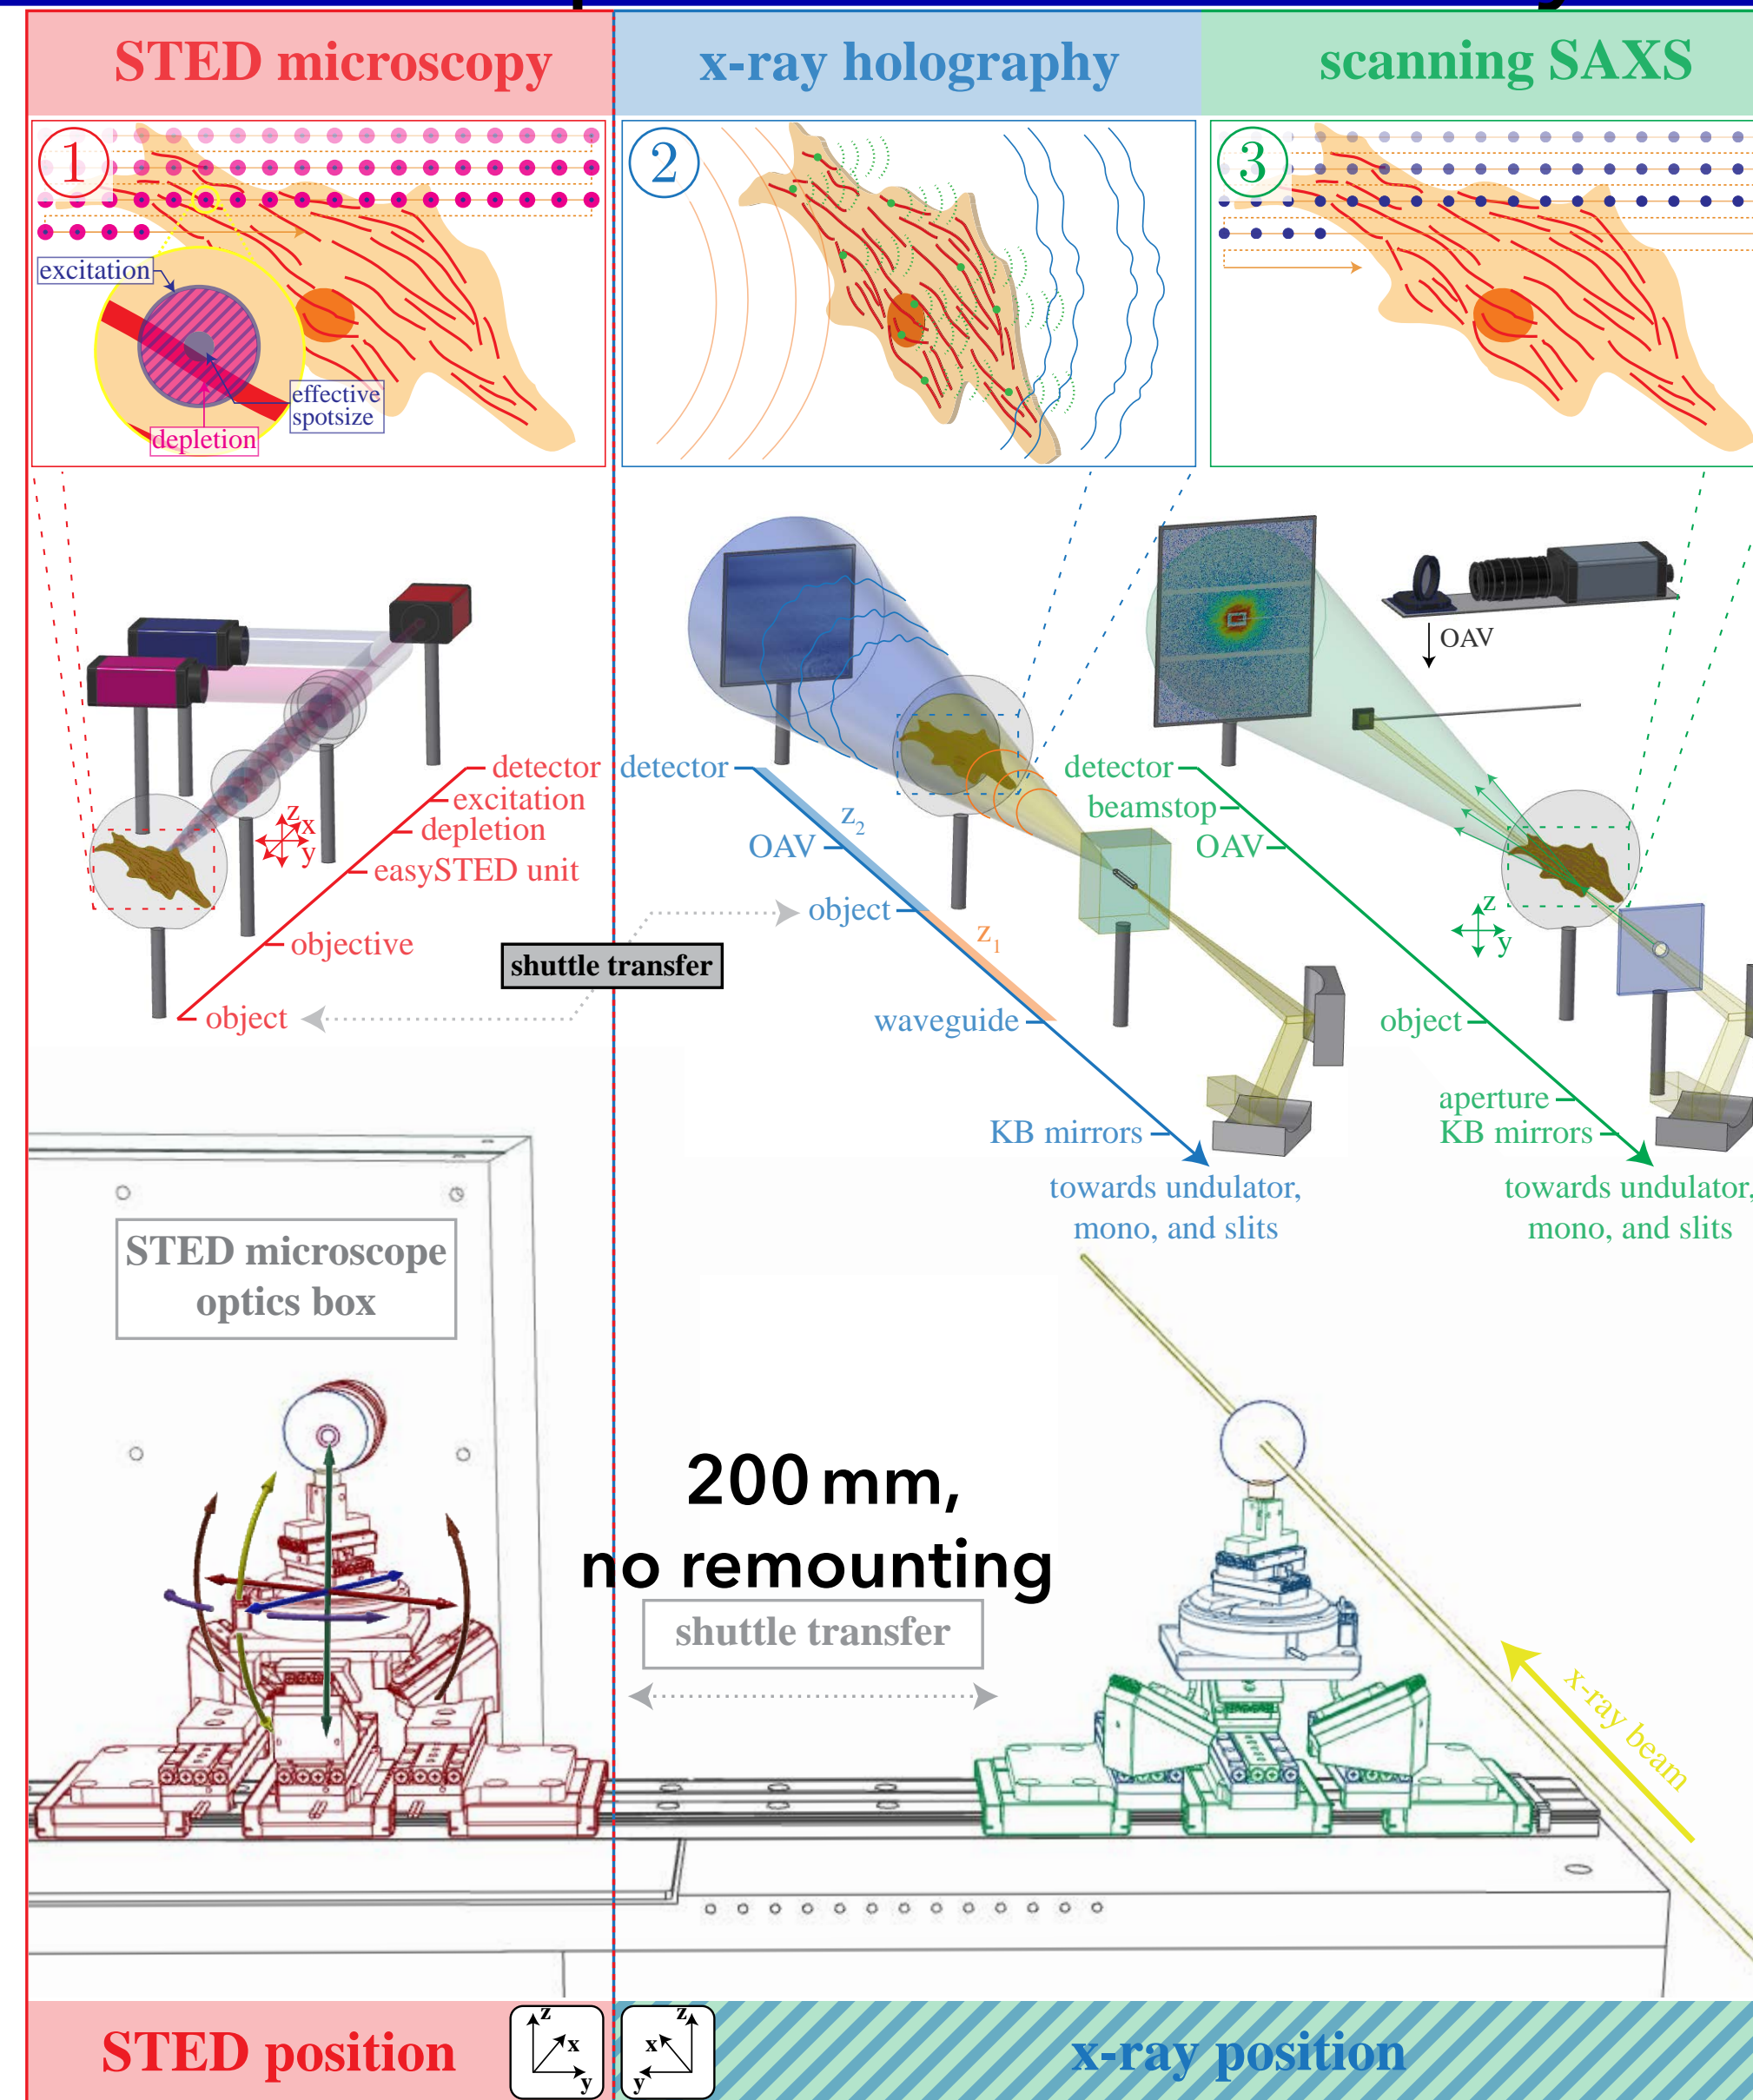 STED microscopy
x-ray holography
scanning SAXS
1
2
3
excitation
effective
spotsize
depletion
OAV
z
x
y
detector
excitation
depletion
easySTED unit
objective
object
shuttle transfer
detector
z2
OAV
object
z1
waveguide
KB mirrors
towards undulator,
mono, and slits
detector
beamstop
OAV
z
y
object
aperture
KB mirrors
towards undulator,
mono, and slits
STED microscope
optics box
200 mm,
no remounting
shuttle transfer
x-ray beam
STED position
z
x
y
z
x
y
x-ray position